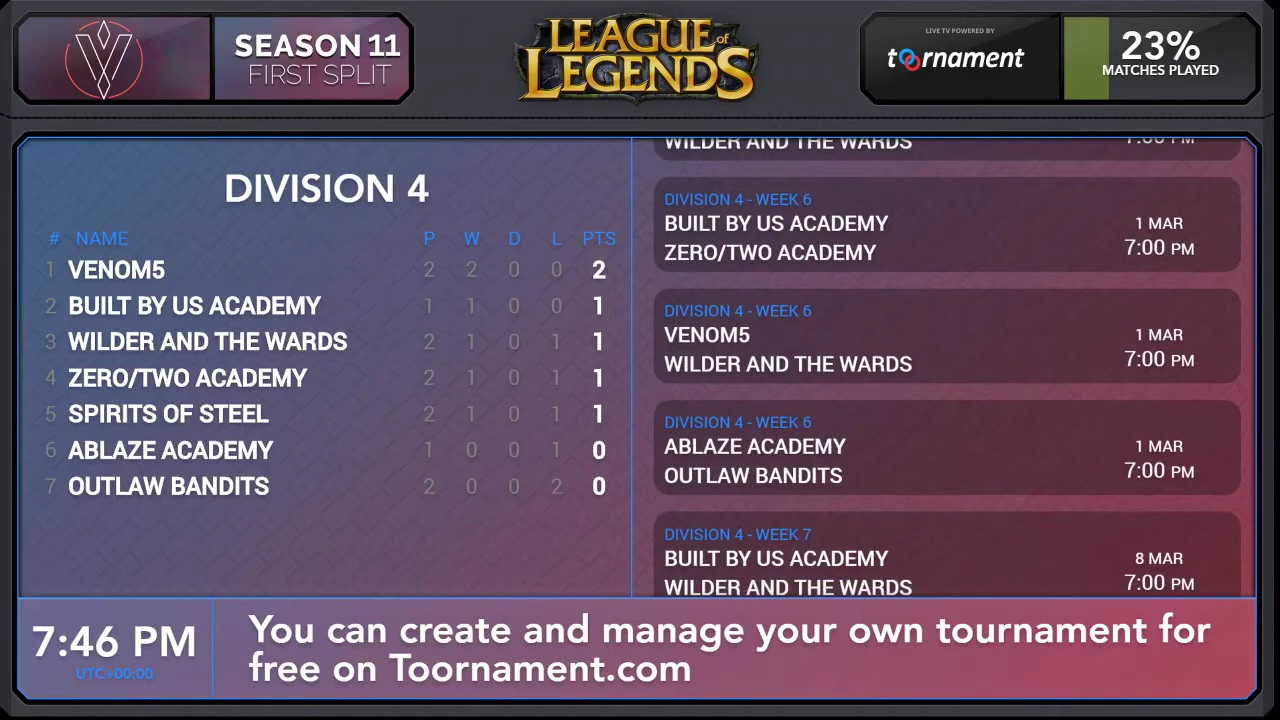 SEASON 11
FIRST SPLIT
LEAGUE of
LEGENDS
LIVE TV POWERED BY
toornament
23%
MATCHES PLAYED
DIVISION 4
# NAME P W D L PTS
1 VENOM5 2 2 0 0 2
2 BUILT BY US ACADEMY 1 1 0 0 1
3 WILDER AND THE WARDS 2 1 0 1 1
4 ZERO/TWO ACADEMY 2 1 0 1 1
5 SPIRITS OF STEEL 2 1 0 1 1
6 ABLAZE ACADEMY 1 0 0 1 0
7 OUTLAW BANDITS 2 0 0 2 0
WILDER AND THE WARDS 7:00 PM
DIVISION 4 - WEEK 6
BUILT BY US ACADEMY 1 MAR
ZERO/TWO ACADEMY 7:00 PM
DIVISION 4 - WEEK 6
VENOM5 1 MAR
WILDER AND THE WARDS 7:00 PM
DIVISION 4 - WEEK 6
ABLAZE ACADEMY 1 MAR
OUTLAW BANDITS 7:00 PM
DIVISION 4 - WEEK 7
BUILT BY US ACADEMY 8 MAR
WILDER AND THE WARDS 7:00 PM
7:46 PM
UTC+00:00
You can create and manage your own tournament for
free on Toornament.com